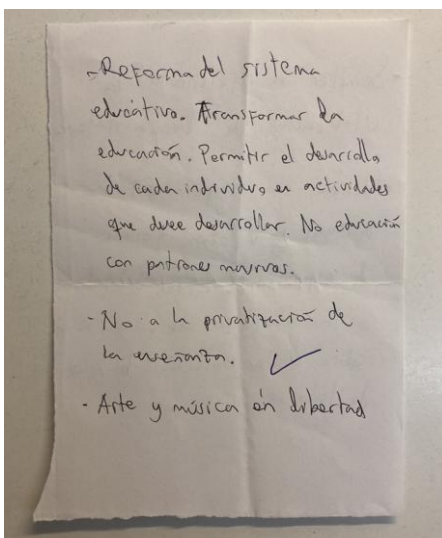 - Reforma del sistema
educativo. Transformar la
educación. Permitir el desarrollo
de cada individuo en actividades
que desee desarrollar. No educación
con patrones masivos.
- No a la privatización de
la enseñanza.
- Arte y música en libertad